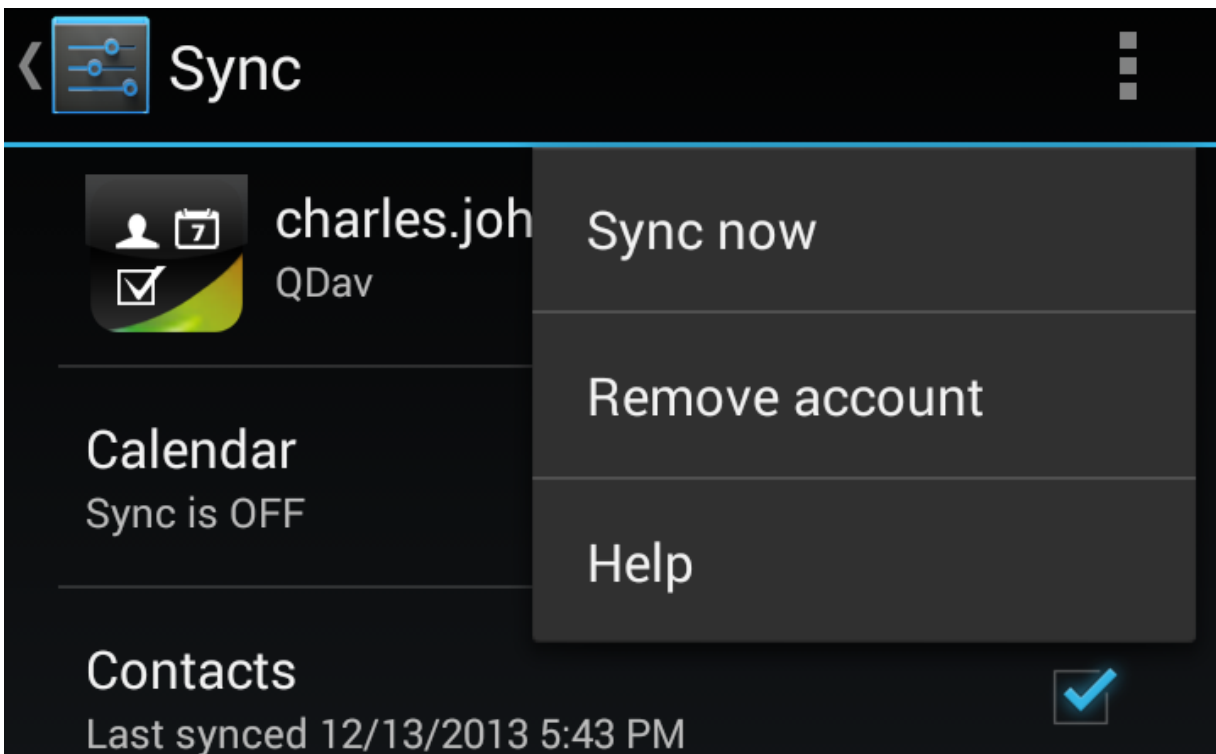 Sync
7
charles.joh
QDav
Sync now
Remove account
Help
Calendar
Sync is OFF
Contacts
Last synced 12/13/2013 5:43 PM